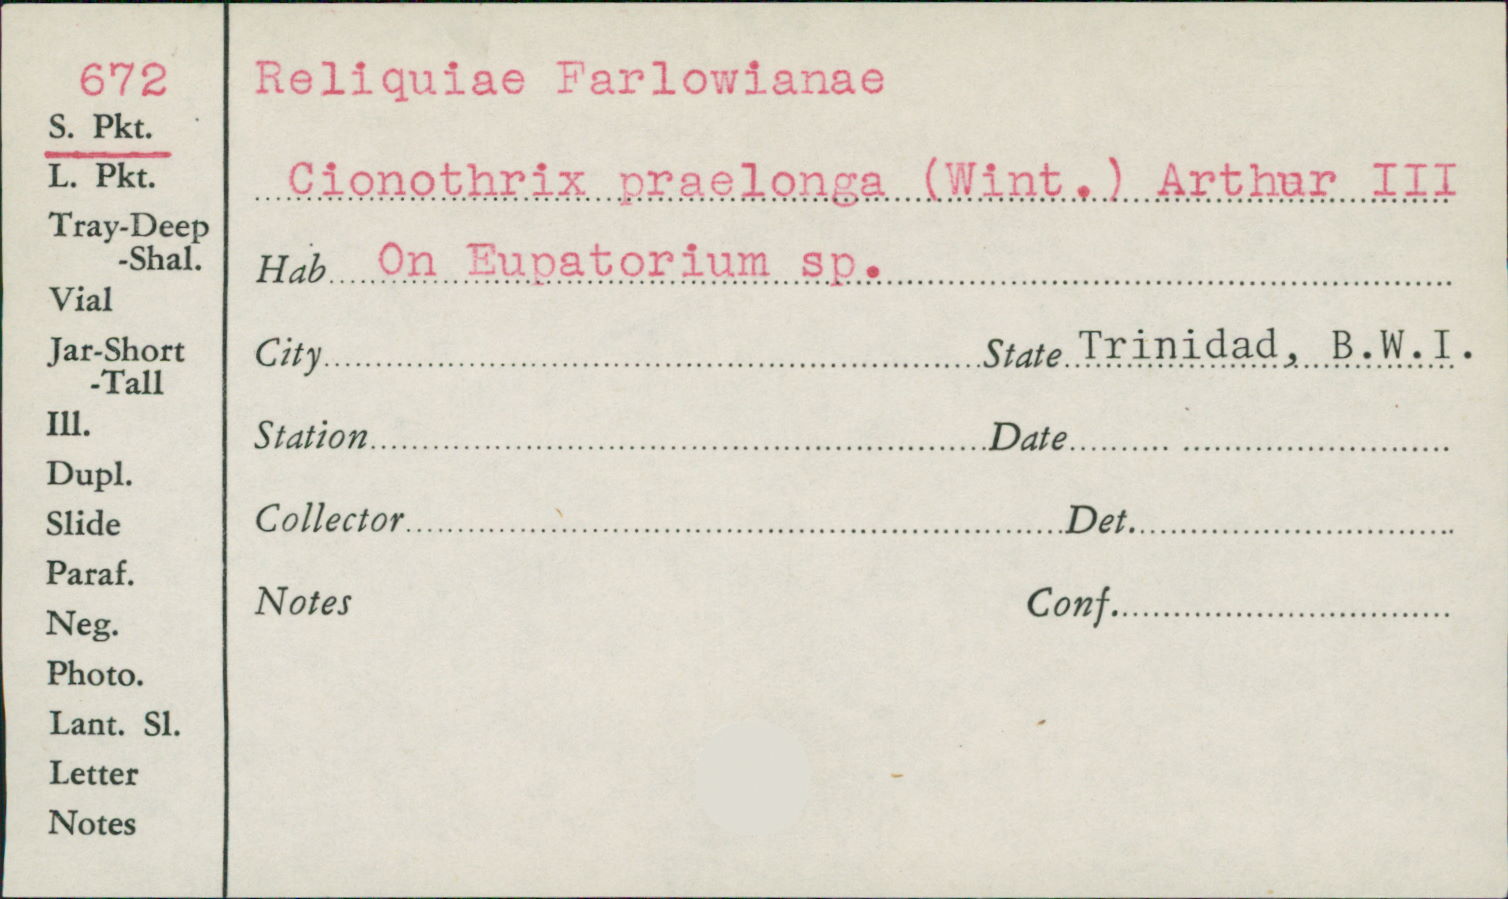 672
S. Pkt.
L. Pkt.
Tray-Deep
-Shal.
Vial
Jar-Short
-Tall
Ill.
Dupl.
Slide
Paraf.
Neg.
Photo.
Lant. Sl.
Letter
Notes
Reliquiae Farlowianae
Cionothrix praelonga (Wint.) Arthur III
Hab. On Eupatorium sp.
City State Trinidad, B.W.I.
Station Date
Collector Det.
Notes Conf.